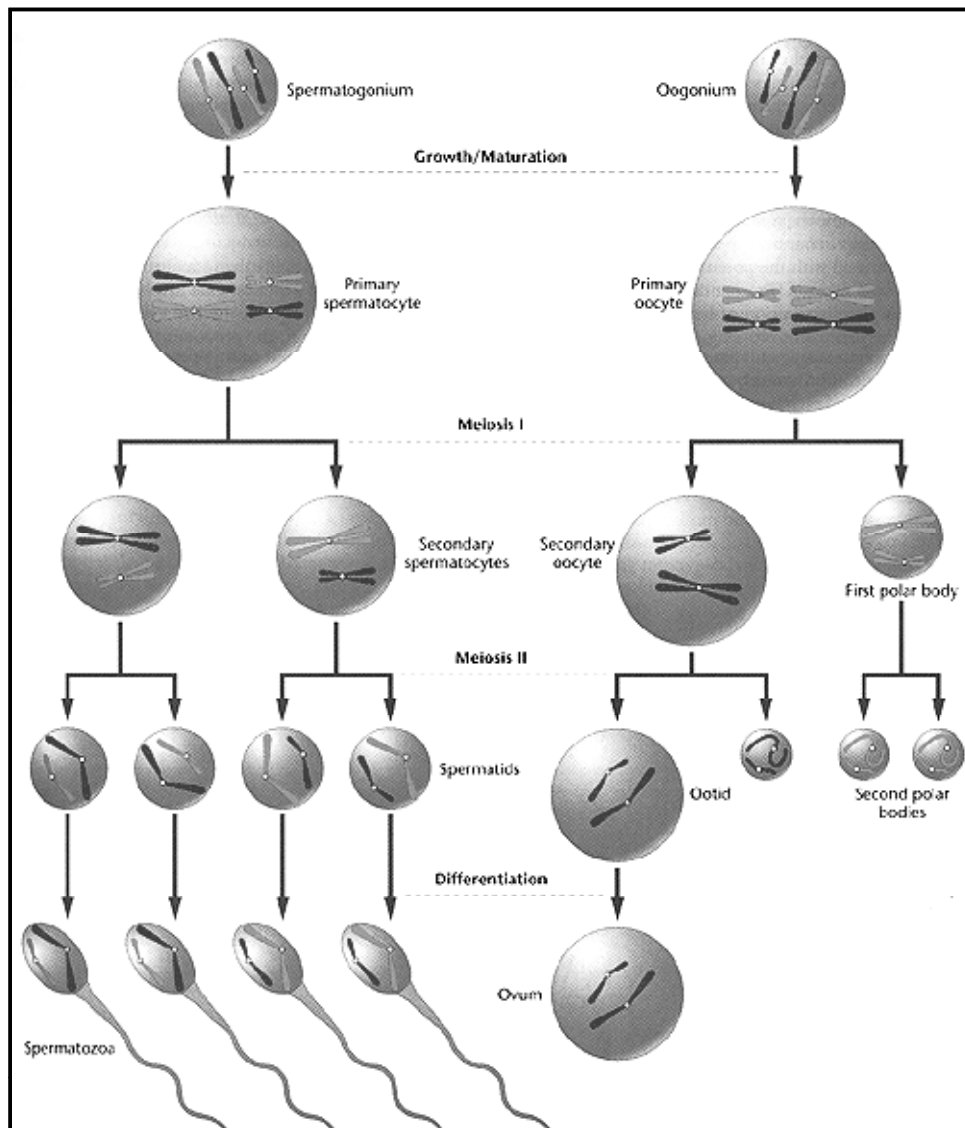 Spermatogonium
Oogonium
Growth/Maturation
Primary
spermatocyte
Primary
oocyte
Meiosis I
Secondary
spermatocytes
Secondary
oocyte
First polar body
Meiosis II
Spermatids
Ootid
Second polar
bodies
Differentiation
Ovum
Spermatozoa